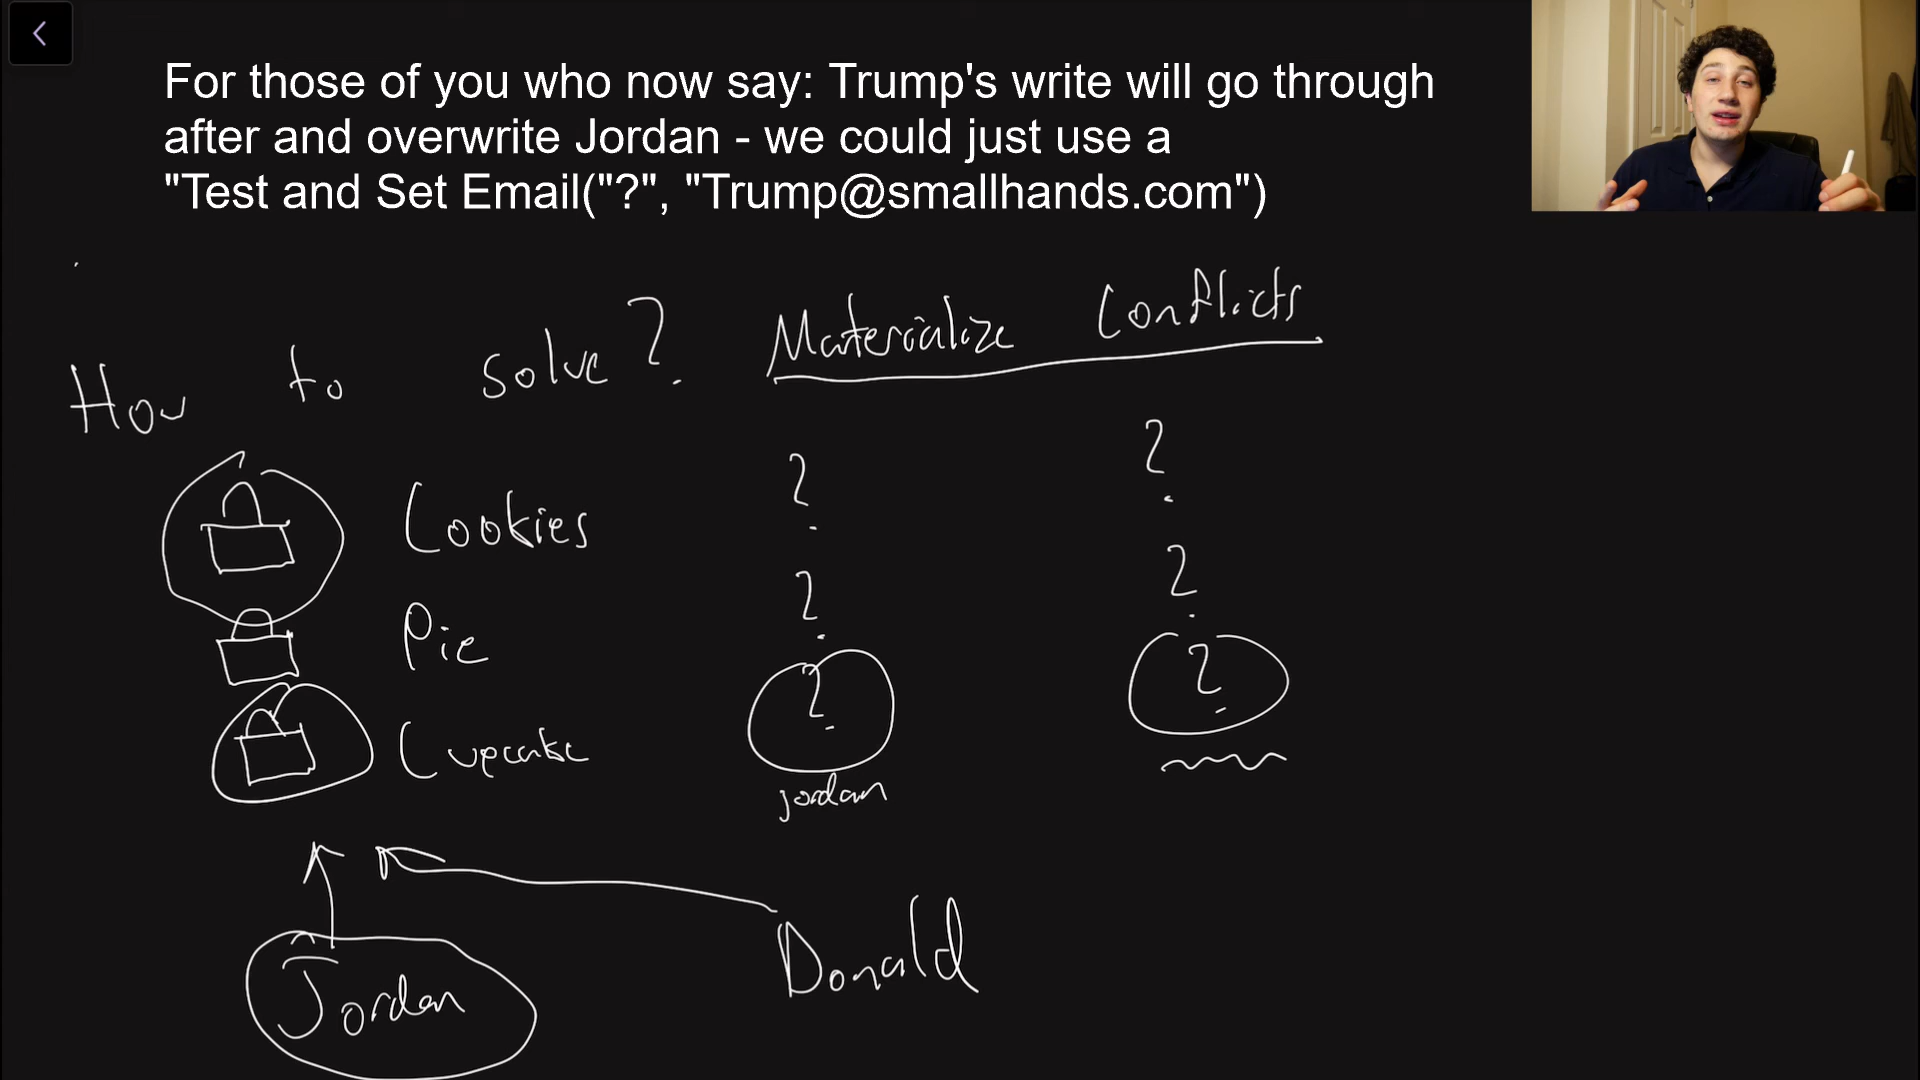 For those of you who now say: Trump's write will go through
after and overwrite Jordan - we could just use a
"Test and Set Email("?", "Trump@smallhands.com")
How to solve? Materialize Conflicts
Cookies ? ?
Pie ? ?
Cupcake ? ?
jordan
Jordan Donald